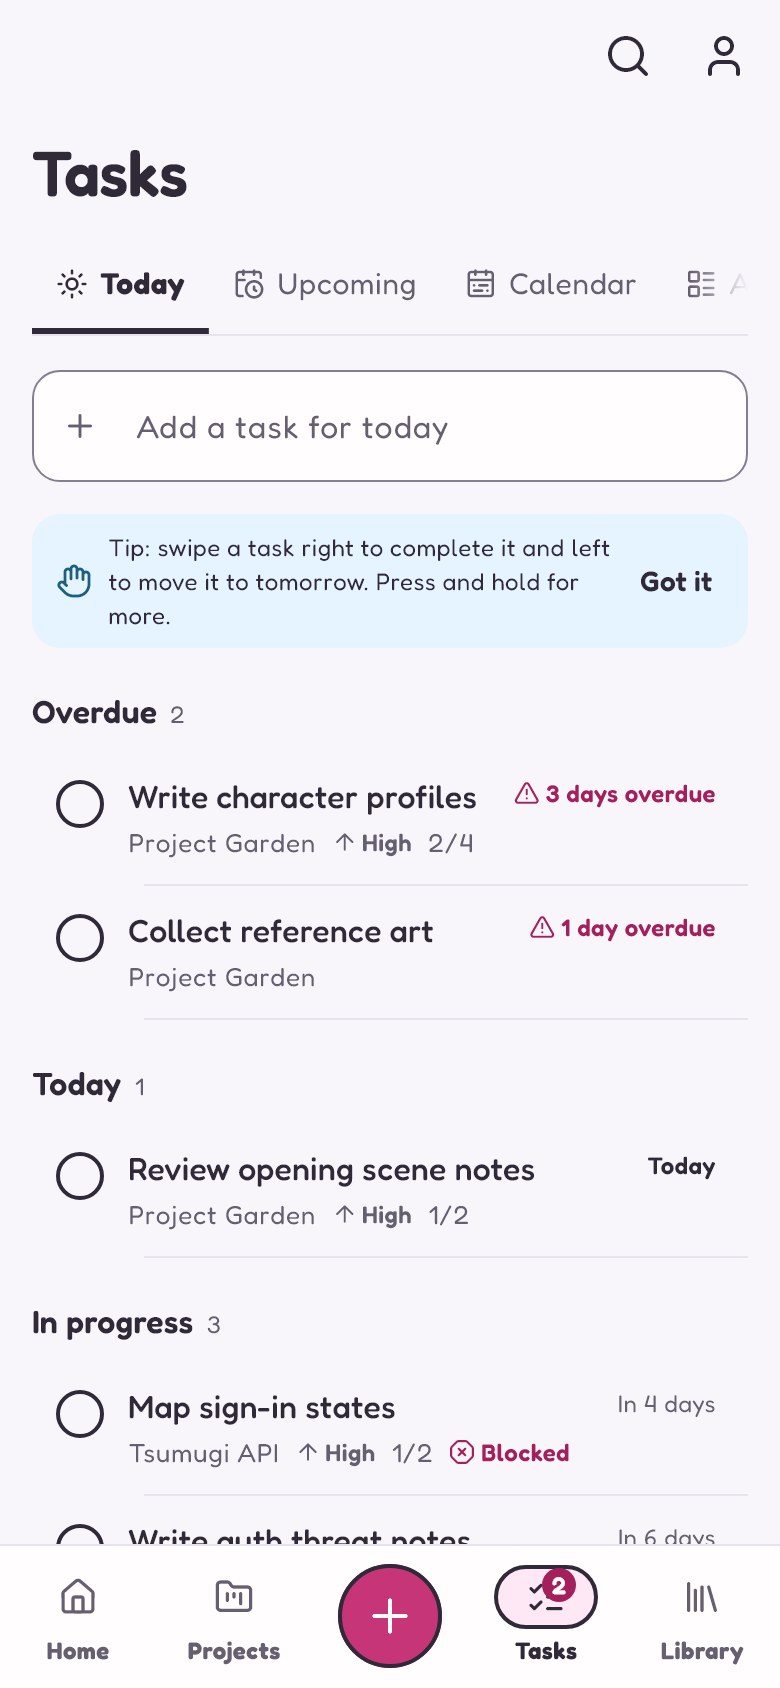 Tasks
Today
Upcoming
Calendar
Add a task for today
Tip: swipe a task right to complete it and left
to move it to tomorrow. Press and hold for
more.
Got it
Overdue 2
Write character profiles
3 days overdue
Project Garden ↑ High 2/4
Collect reference art
1 day overdue
Project Garden
Today 1
Review opening scene notes
Today
Project Garden ↑ High 1/2
In progress 3
Map sign-in states
In 4 days
Tsumugi API ↑ High 1/2 Blocked
Write auth threat notes
In 6 days
2
Home
Projects
Tasks
Library